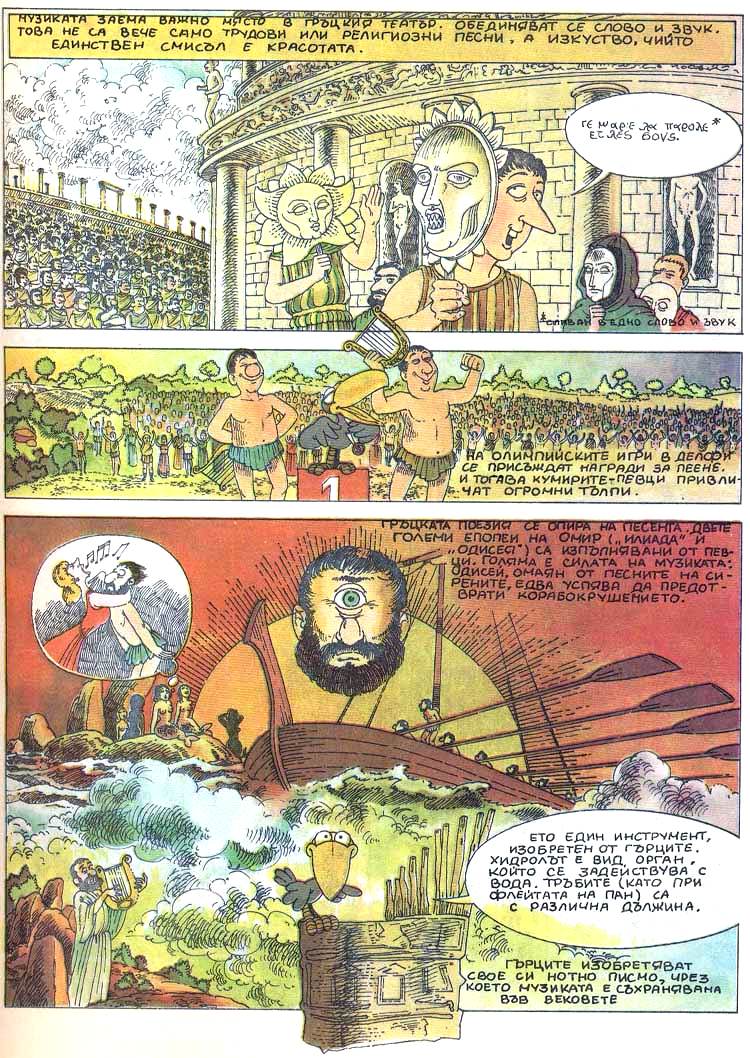 МУЗИКАТА ЗАЕМА ВАЖНО МЯСТО В ГРЪЦКИЯ ТЕАТЪР. ОБЕДИНЯВАТ СЕ СЛОВО И ЗВУК.
ТОВА НЕ СА ВЕЧЕ САМО ТРУДОВИ ИЛИ РЕЛИГИОЗНИ ПЕСНИ, А ИЗКУСТВО, ЧИЙТО
ЕДИНСТВЕН СМИСЪЛ Е КРАСОТАТА.
*СЛИВАН В ЕДНО СЛОВО И ЗВУК
НА ОЛИМПИЙСКИТЕ ИГРИ В ДЕЛФИ
СЕ ПРИСЪЖДАТ НАГРАДИ ЗА ПЕЕНЕ.
И ТОГАВА КУМИРИТЕ-ПЕВЦИ ПРИВЛИ-
ЧАТ ОГРОМНИ ТЪЛПИ.
1
ГРЪЦКАТА ПОЕЗИЯ СЕ ОПИРА НА ПЕСЕНТА. ДВЕТЕ
ГОЛЕМИ ЕПОПЕИ НА ОМИР („ИЛИАДА" И
„ОДИСЕЯ") СА ИЗПЪЛНЯВАНИ ОТ ПЕВ-
ЦИ. ГОЛЯМА Е СИЛАТА НА МУЗИКАТА:
ОДИСЕЙ, ОМАЯН ОТ ПЕСНИТЕ НА СИ-
РЕНИТЕ, ЕДВА УСПЯВА ДА ПРЕДОТ-
ВРАТИ КОРАБОКРУШЕНИЕТО.
ЕТО ЕДИН ИНСТРУМЕНТ,
ИЗОБРЕТЕН ОТ ГЪРЦИТЕ.
ХИДРОЛЪТ Е ВИД ОРГАН,
КОЙТО СЕ ЗАДЕЙСТВУВА С
ВОДА. ТРЪБИТЕ (КАТО ПРИ
ФЛЕЙТАТА НА ПАН) СА
С РАЗЛИЧНА ДЪЛЖИНА.
ГЪРЦИТЕ ИЗОБРЕТЯВАТ
СВОЕ СИ НОТНО ПИСМО, ЧРЕЗ
КОЕТО МУЗИКАТА Е СЪХРАНЯВАНА
ВЪВ ВЕКОВЕТЕ